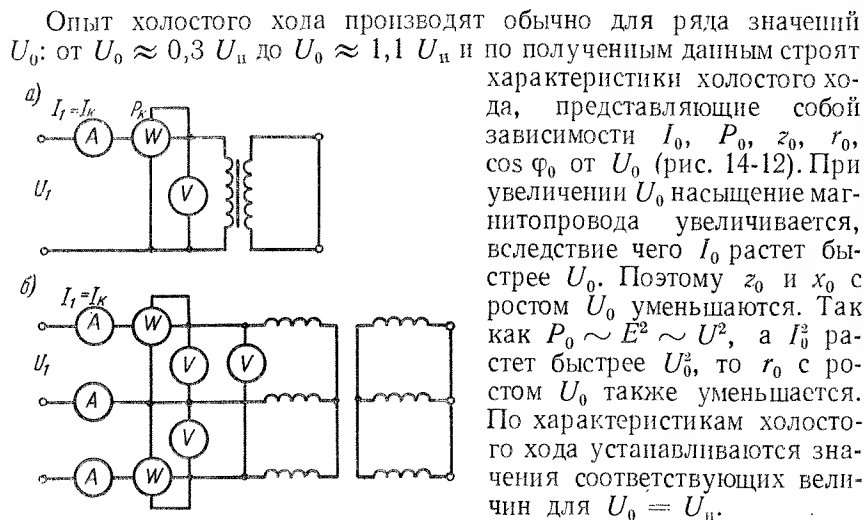 Опыт холостого хода производят обычно для ряда значений
U₀: от U₀ ≈ 0,3 Uн до U₀ ≈ 1,1 Uн и по полученным данным строят
характеристики холостого хо-
да, представляющие собой
зависимости I₀, P₀, z₀, r₀,
cos φ₀ от U₀ (рис. 14-12). При
увеличении U₀ насыщение маг-
нитопровода увеличивается,
вследствие чего I₀ растет бы-
стрее U₀. Поэтому z₀ и x₀ с
ростом U₀ уменьшаются. Так
как P₀ ~ E² ~ U², а I₀² ра-
стет быстрее U₀², то r₀ с ро-
стом U₀ также уменьшается.
По характеристикам холосто-
го хода устанавливаются зна-
чения соответствующих вели-
чин для U₀ = Uн.
а)
I₁=Iк Pк
A W
V
U₁
б)
I₁=Iк
A W
V V
U₁
A
V
A W